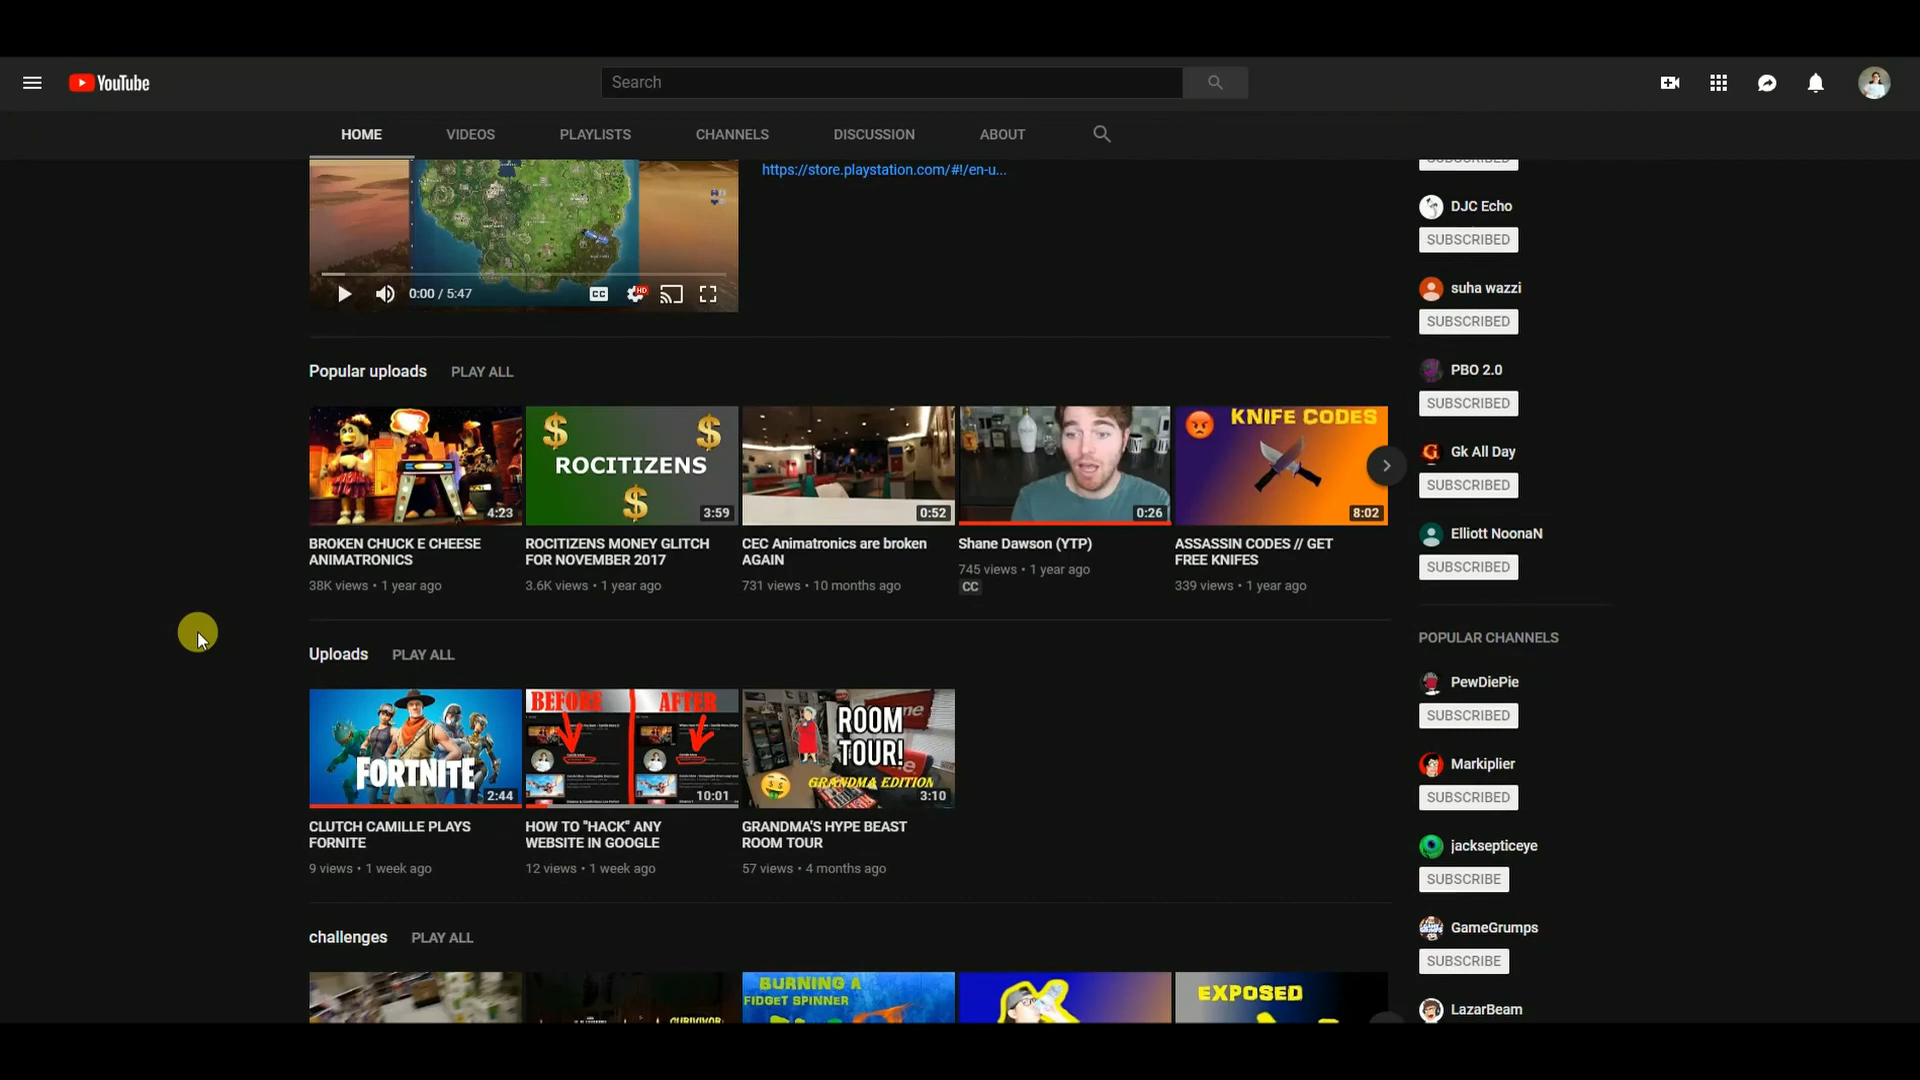 YouTube
Search
HOME
VIDEOS
PLAYLISTS
CHANNELS
DISCUSSION
ABOUT
https://store.playstation.com/#!/en-u...
0:00 / 5:47
CC
HD
Popular uploads PLAY ALL
4:23
BROKEN CHUCK E CHEESE
ANIMATRONICS
38K views • 1 year ago
ROCITIZENS
3:59
ROCITIZENS MONEY GLITCH
FOR NOVEMBER 2017
3.6K views • 1 year ago
0:52
CEC Animatronics are broken
AGAIN
731 views • 10 months ago
0:26
Shane Dawson (YTP)
745 views • 1 year ago
CC
KNIFE CODES
8:02
ASSASSIN CODES // GET
FREE KNIFES
339 views • 1 year ago
Uploads PLAY ALL
FORTNITE
2:44
CLUTCH CAMILLE PLAYS
FORNITE
9 views • 1 week ago
BEFORE
AFTER
10:01
HOW TO "HACK" ANY
WEBSITE IN GOOGLE
12 views • 1 week ago
ROOM
TOUR!
GRANDMA EDITION
3:10
GRANDMA'S HYPE BEAST
ROOM TOUR
57 views • 4 months ago
challenges PLAY ALL
BURNING A
FIDGET SPINNER
EXPOSED
SUBSCRIBED
DJC Echo
SUBSCRIBED
suha wazzi
SUBSCRIBED
PBO 2.0
SUBSCRIBED
Gk All Day
SUBSCRIBED
Elliott NoonaN
SUBSCRIBED
POPULAR CHANNELS
PewDiePie
SUBSCRIBED
Markiplier
SUBSCRIBED
jacksepticeye
SUBSCRIBE
GameGrumps
SUBSCRIBE
LazarBeam